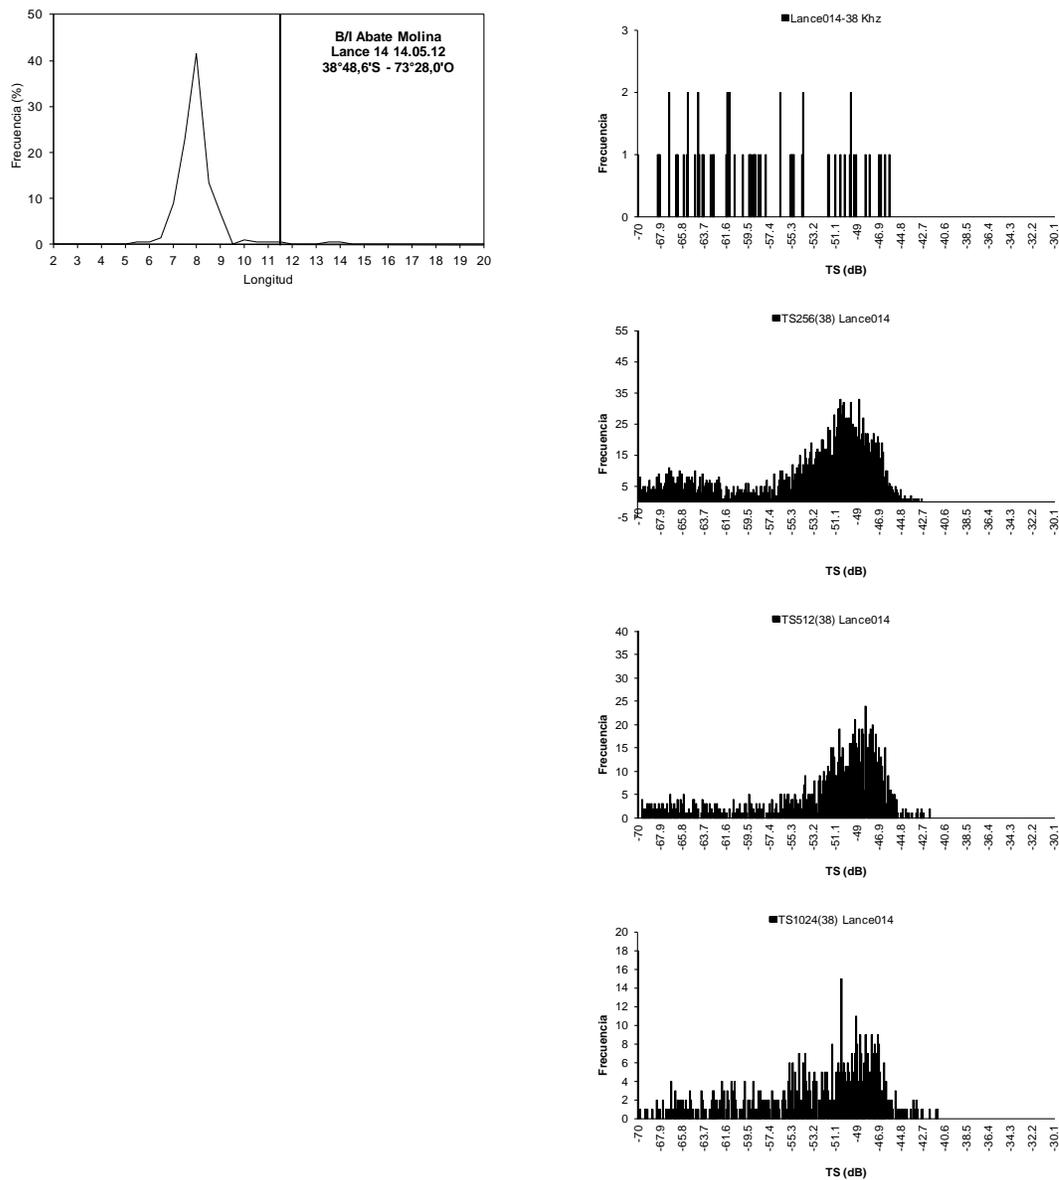 B/I Abate Molina
Lance 14 14.05.12
38°48,6'S - 73°28,0'O
Frecuencia (%)
50
40
30
20
10
0
2 3 4 5 6 7 8 9 10 11 12 13 14 15 16 17 18 19 20
Longitud
Lance014-38 Khz
Frecuencia
3
2
1
0
-70 -67.9 -65.8 -63.7 -61.6 -59.5 -57.4 -55.3 -53.2 -51.1 -49 -46.9 -44.8 -42.7 -40.6 -38.5 -36.4 -34.3 -32.2 -30.1
TS (dB)
TS256(38) Lance014
Frecuencia
55
45
35
25
15
5
-5
-70 -67.9 -65.8 -63.7 -61.6 -59.5 -57.4 -55.3 -53.2 -51.1 -49 -46.9 -44.8 -42.7 -40.6 -38.5 -36.4 -34.3 -32.2 -30.1
TS (dB)
TS512(38) Lance014
Frecuencia
40
35
30
25
20
15
10
5
0
-70 -67.9 -65.8 -63.7 -61.6 -59.5 -57.4 -55.3 -53.2 -51.1 -49 -46.9 -44.8 -42.7 -40.6 -38.5 -36.4 -34.3 -32.2 -30.1
TS (dB)
TS1024(38) Lance014
Frecuencia
20
18
16
14
12
10
8
6
4
2
0
-70 -67.9 -65.8 -63.7 -61.6 -59.5 -57.4 -55.3 -53.2 -51.1 -49 -46.9 -44.8 -42.7 -40.6 -38.5 -36.4 -34.3 -32.2 -30.1
TS (dB)